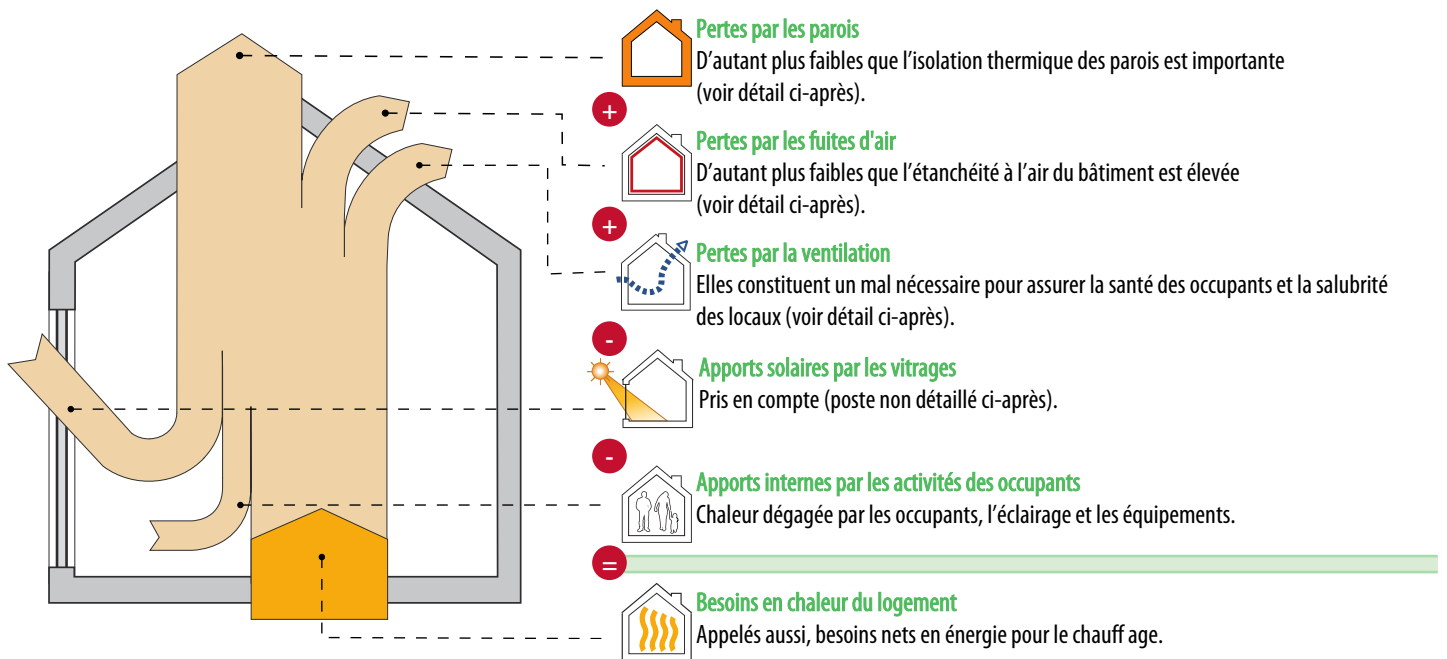 Pertes par les parois
D'autant plus faibles que l'isolation thermique des parois est importante
(voir détail ci-après).
+
Pertes par les fuites d'air
D'autant plus faibles que l'étanchéité à l'air du bâtiment est élevée
(voir détail ci-après).
+
Pertes par la ventilation
Elles constituent un mal nécessaire pour assurer la santé des occupants et la salubrité
des locaux (voir détail ci-après).
-
Apports solaires par les vitrages
Pris en compte (poste non détaillé ci-après).
-
Apports internes par les activités des occupants
Chaleur dégagée par les occupants, l'éclairage et les équipements.
=
Besoins en chaleur du logement
Appelés aussi, besoins nets en énergie pour le chauff age.